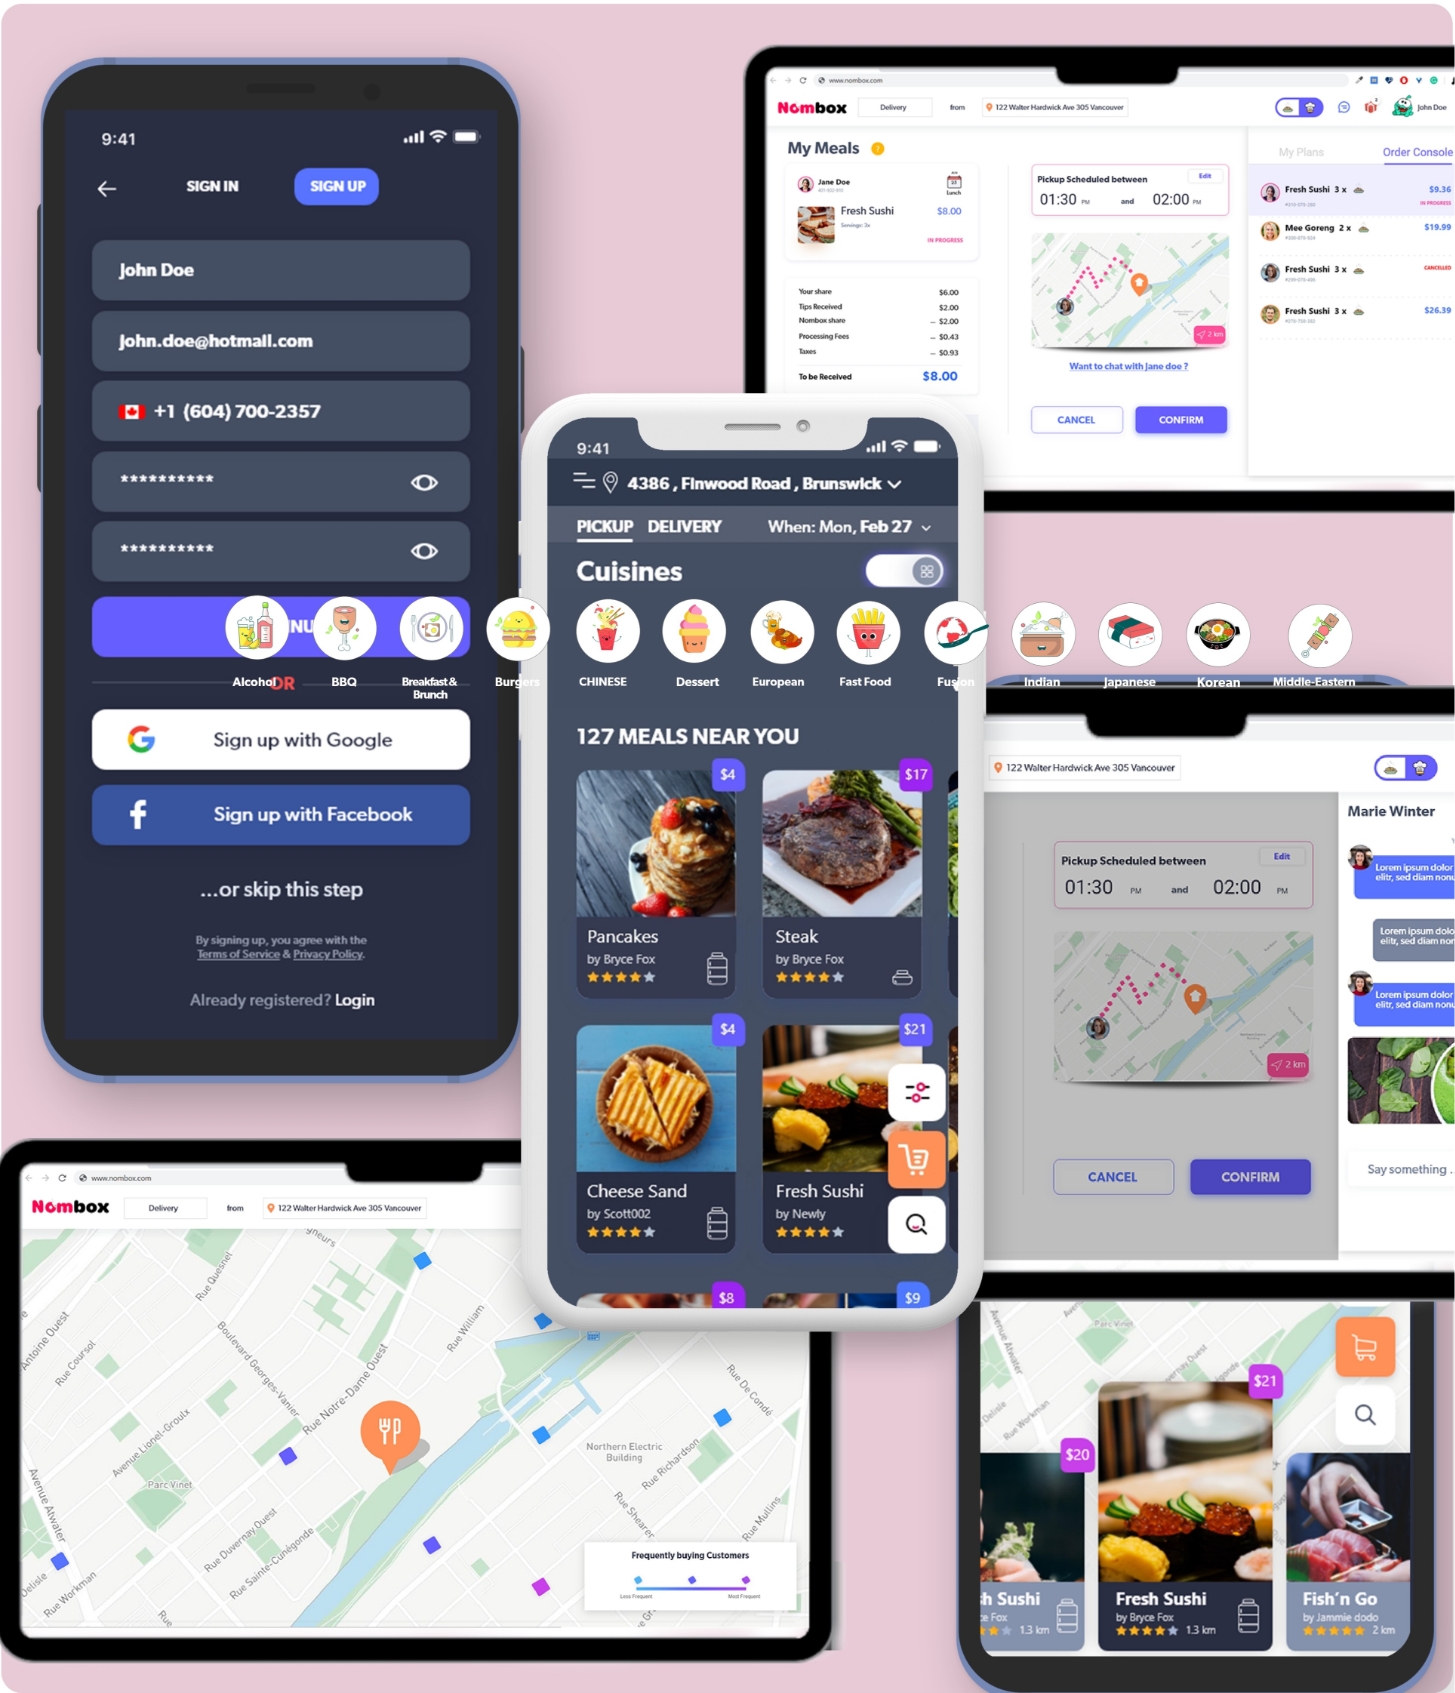 9:41
SIGN IN
SIGN UP
John Doe
john.doe@hotmail.com
+1 (604) 700-2357
**********
**********
NU
OR
Sign up with Google
Sign up with Facebook
...or skip this step
By signing up, you agree with the
Terms of Service & Privacy Policy.
Already registered? Login
www.nombox.com
Nombox
Delivery
from
122 Walter Hardwick Ave 305 Vancouver
John Doe
My Meals
?
Jane Doe
Lunch
Fresh Sushi
$8.00
Servings: 3x
IN PROGRESS
Your share
$6.00
Tips Received
$2.00
Nombox share
– $2.00
Processing Fees
– $0.43
Taxes
– $0.93
To be Received
$8.00
Pickup Scheduled between
Edit
01:30 PM and 02:00 PM
2 km
Want to chat with Jane doe ?
CANCEL
CONFIRM
My Plans
Order Console
Fresh Sushi 3 x
$9.36
IN PROGRESS
Mee Goreng 2 x
$19.99
Fresh Sushi 3 x
CANCELLED
Fresh Sushi 3 x
$26.39
9:41
4386 , Finwood Road , Brunswick
PICKUP
DELIVERY
When: Mon, Feb 27
Cuisines
Alcohol
BBQ
Breakfast &
Brunch
Burgers
CHINESE
Dessert
European
Fast Food
Fusion
Indian
Japanese
Korean
Middle-Eastern
127 MEALS NEAR YOU
$4
Pancakes
by Bryce Fox
$17
Steak
by Bryce Fox
$4
Cheese Sand
by Scott002
$21
Fresh Sushi
by Newly
$8
$9
122 Walter Hardwick Ave 305 Vancouver
Pickup Scheduled between
Edit
01:30 PM and 02:00 PM
2 km
CANCEL
CONFIRM
Marie Winter
Lorem ipsum dolor
elitr, sed diam nonu
Lorem ipsum dolo
elitr, sed diam non
Lorem ipsum dolor
elitr, sed diam nonu
Say something ..
www.nombox.com
Nombox
Delivery
from
122 Walter Hardwick Ave 305 Vancouver
gneurs
Rue Quesnel
Antoine Ouest
Rue Coursol
Boulevard Georges-Vanier
Rue William
Rue Notre-Dame Ouest
Rue De Condé
Avenue Lionel-Groulx
Northern Electric
Building
Rue Richardson
Parc Vinet
Avenue Atwater
Rue Shearer
Rue Mullins
Rue Duvernay Ouest
Rue Sainte-Cunégonde
Delisle
Rue Workman
Rue
Frequently buying Customers
Less Frequent
Most Frequent
Parc Vinet
Avenue Atwater
Delisle
Rue Workman
$20
h Sushi
ce Fox
1.3 km
$21
Fresh Sushi
by Bryce Fox
1.3 km
Fish'n Go
by Jammie dodo
2 km